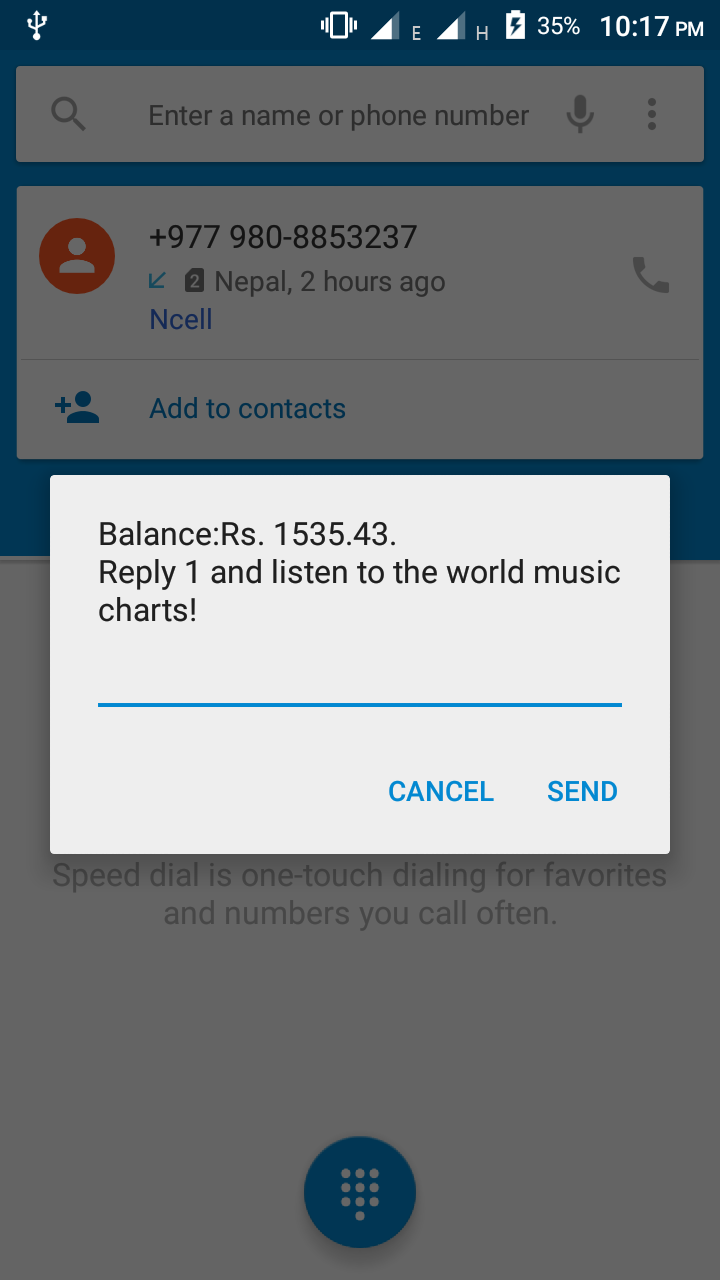 E H 35% 10:17 PM
Enter a name or phone number
+977 980-8853237
2 Nepal, 2 hours ago
Ncell
Add to contacts
Balance:Rs. 1535.43.
Reply 1 and listen to the world music
charts!
CANCEL SEND
Speed dial is one-touch dialing for favorites
and numbers you call often.